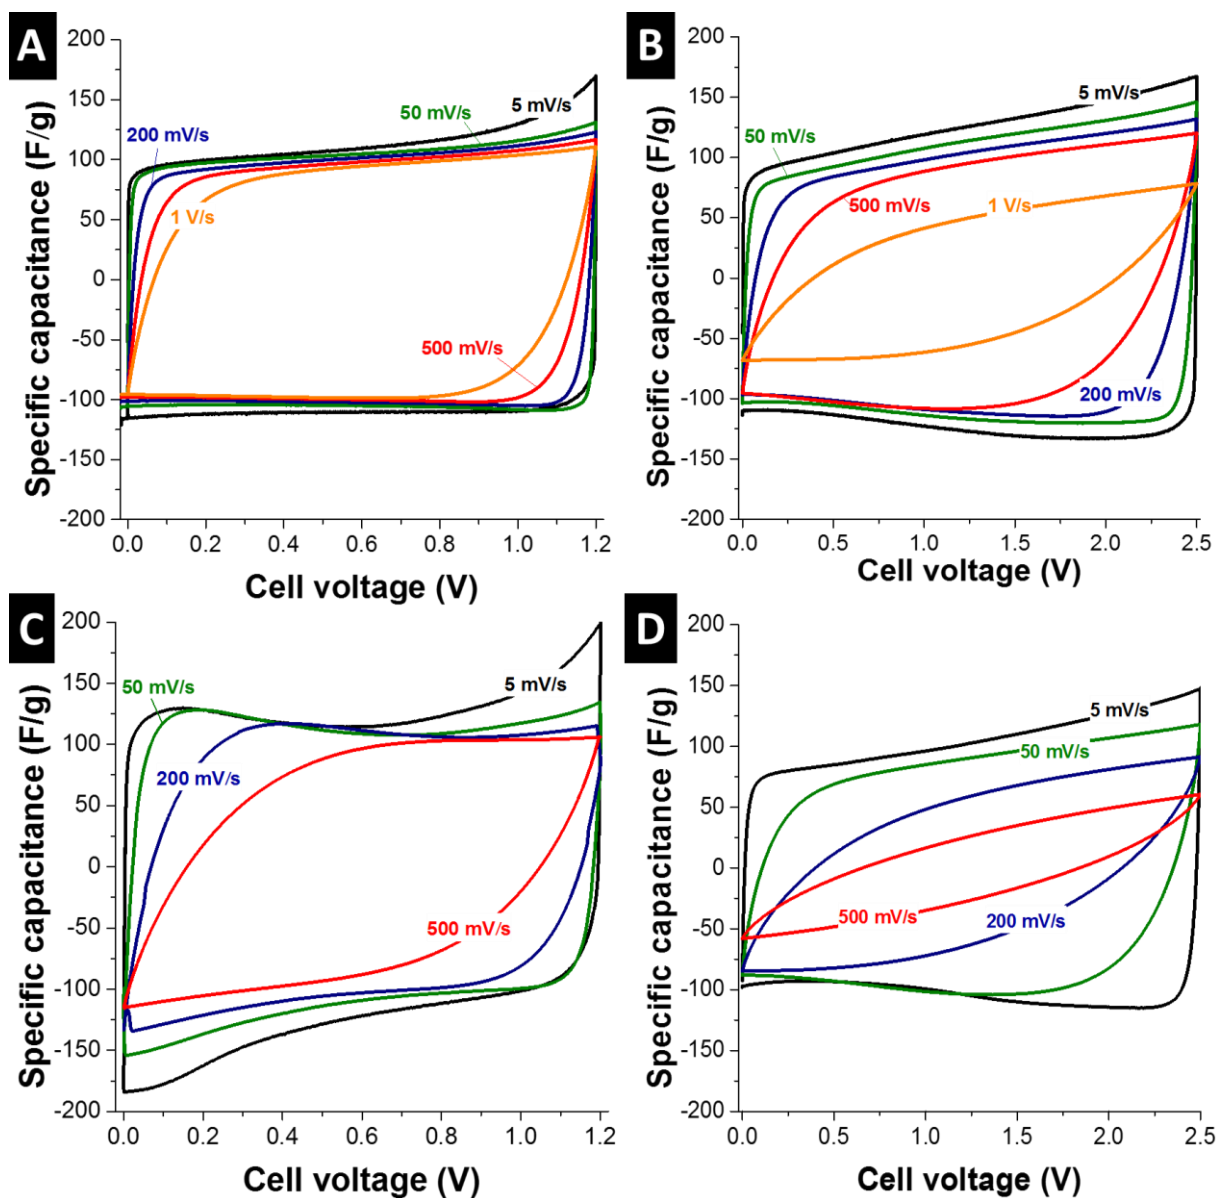 A
Specific capacitance (F/g)
200
150
100
50
0
-50
-100
-150
-200
200 mV/s
50 mV/s
5 mV/s
1 V/s
500 mV/s
0.0 0.2 0.4 0.6 0.8 1.0 1.2
Cell voltage (V)
B
Specific capacitance (F/g)
200
150
100
50
0
-50
-100
-150
-200
5 mV/s
50 mV/s
500 mV/s
1 V/s
200 mV/s
0.0 0.5 1.0 1.5 2.0 2.5
Cell voltage (V)
C
Specific capacitance (F/g)
200
150
100
50
0
-50
-100
-150
-200
50 mV/s
5 mV/s
200 mV/s
500 mV/s
0.0 0.2 0.4 0.6 0.8 1.0 1.2
Cell voltage (V)
D
Specific capacitance (F/g)
200
150
100
50
0
-50
-100
-150
-200
5 mV/s
50 mV/s
500 mV/s
200 mV/s
0.0 0.5 1.0 1.5 2.0 2.5
Cell voltage (V)